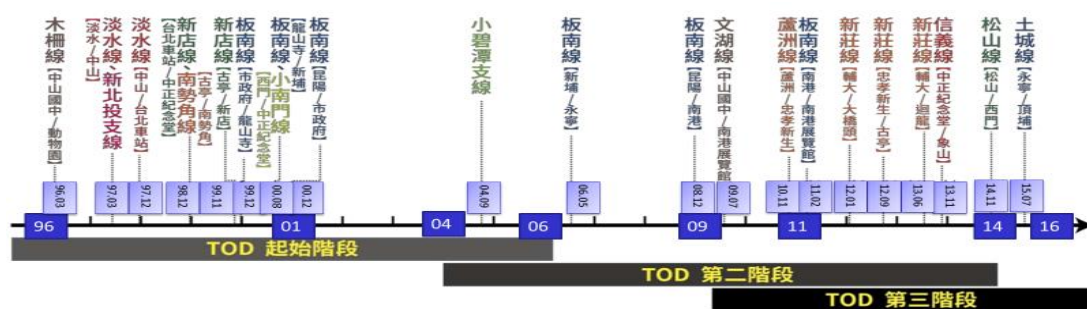 木柵線【中山國中/動物園】
淡水線、新北投支線【淡水/中山】
淡水線【中山/台北車站】
新店線、南勢角線【台北車站/中正紀念堂】【古亭/南勢角】
新店線【古亭/新店】
板南線【市政府/龍山寺】
板南線、小南門線【龍山寺/新埔】【西門/中正紀念堂】
板南線【昆陽/市政府】
小碧潭支線
板南線【新埔/永寧】
板南線【昆陽/南港】
文湖線【中山國中/南港展覽館】
蘆洲線【蘆洲/忠孝新生】
板南線【南港/南港展覽館】
新莊線【輔大/大橋頭】
新莊線【忠孝新生/古亭】
新莊線【輔大/迴龍】
信義線【中正紀念堂/象山】
松山線【松山/西門】
土城線【永寧/頂埔】
96.03
97.03
97.12
98.12
99.11
99.12
00.08
00.12
04.09
06.05
08.12
09.07
10.11
11.02
12.01
12.09
13.06
13.11
14.11
15.07
96 01 04 06 09 11 14 16
TOD 起始階段
TOD 第二階段
TOD 第三階段